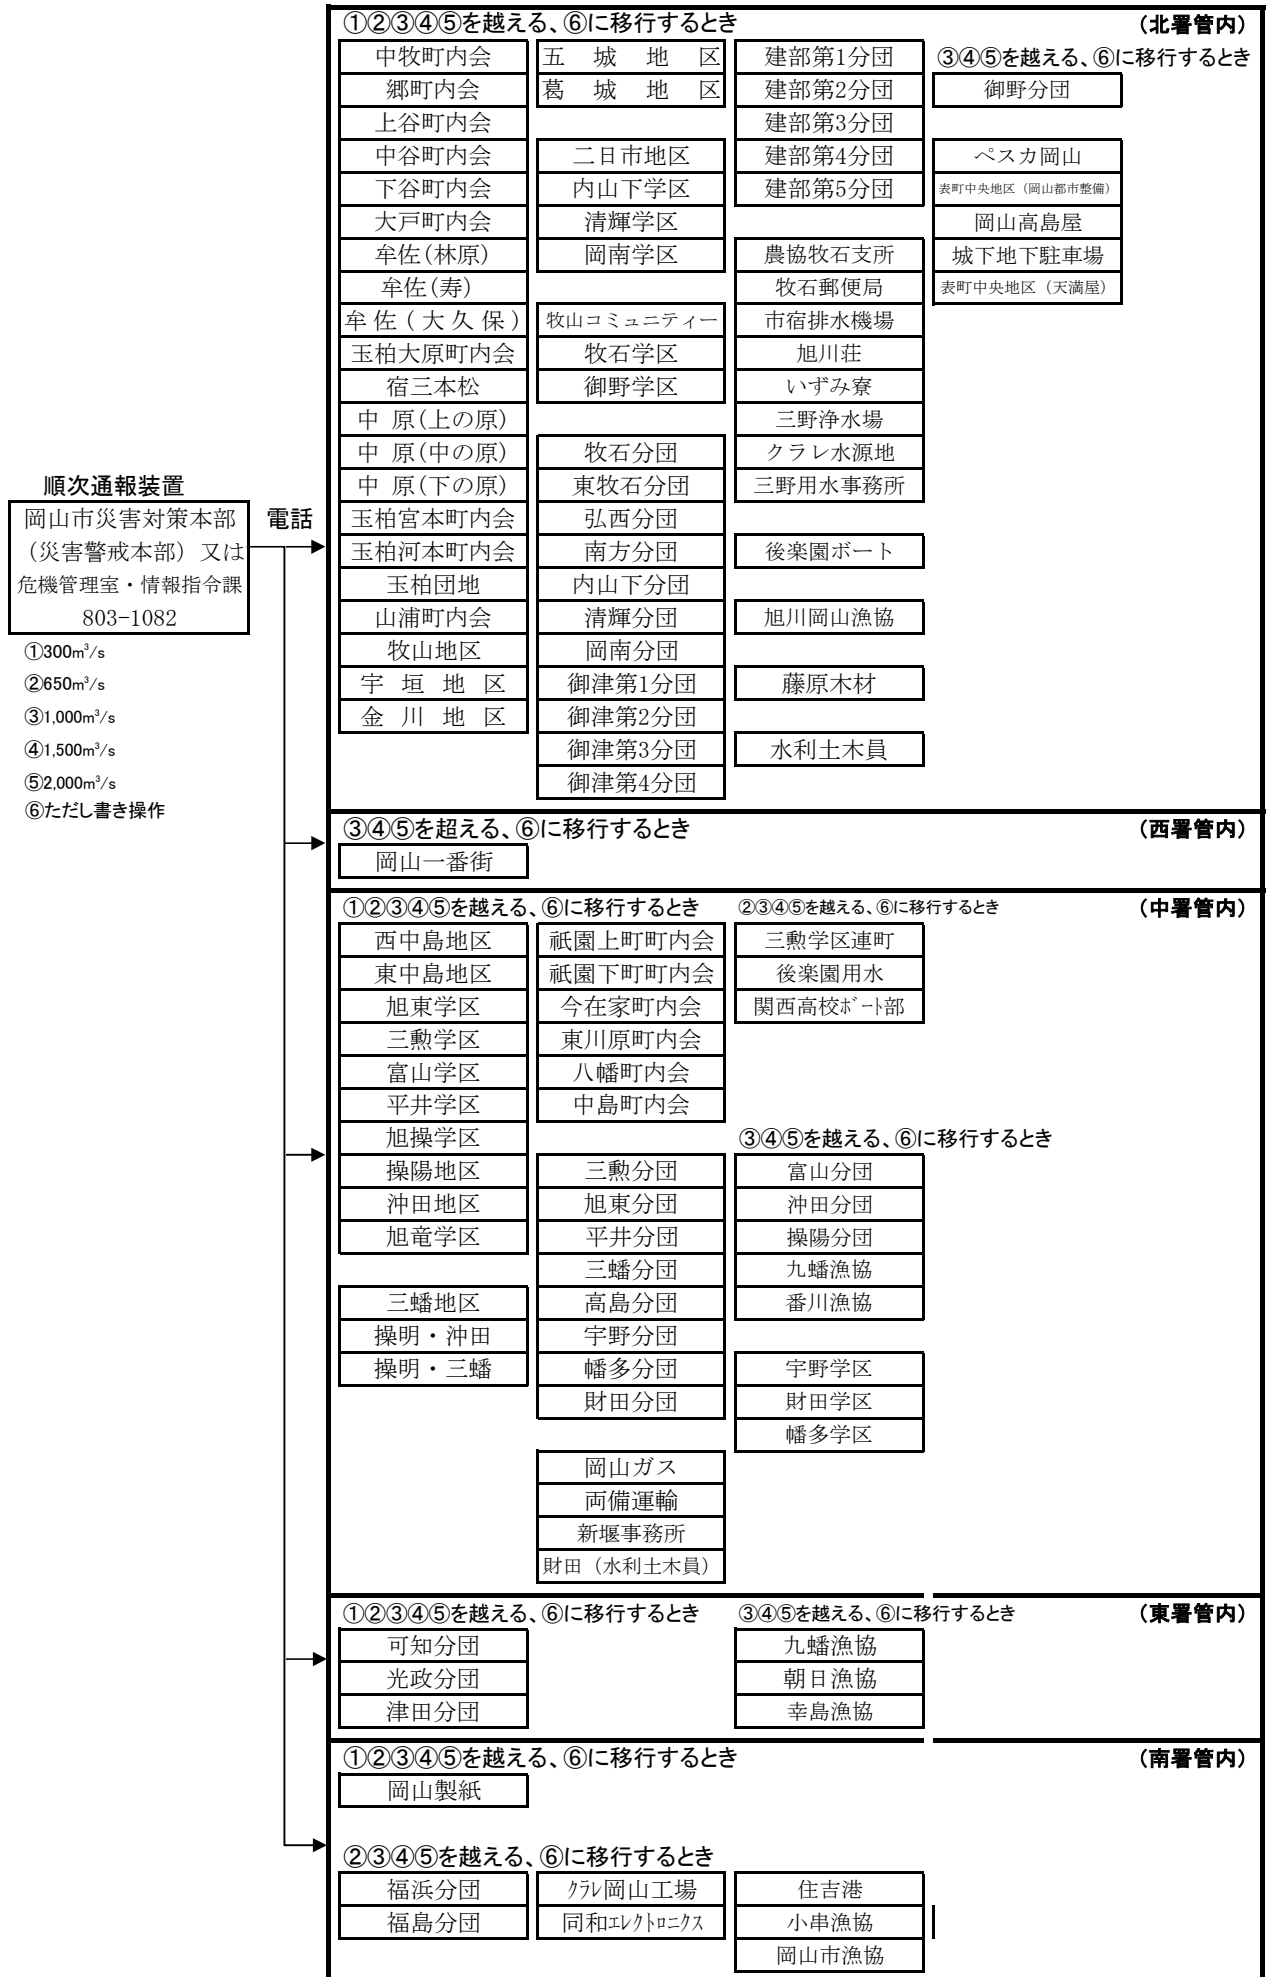 順次通報装置
岡山市災害対策本部
（災害警戒本部）又は
危機管理室・情報指令課
803-1082
電話
①300m³/s
②650m³/s
③1,000m³/s
④1,500m³/s
⑤2,000m³/s
⑥ただし書き操作
①②③④⑤を越える、⑥に移行するとき
（北署管内）
中牧町内会
郷町内会
上谷町内会
中谷町内会
下谷町内会
大戸町内会
牟佐(林原)
牟佐(寿)
牟佐(大久保)
玉柏大原町内会
宿三本松
中 原(上の原)
中 原(中の原)
中 原(下の原)
玉柏宮本町内会
玉柏河本町内会
玉柏団地
山浦町内会
牧山地区
宇垣地区
金川地区
五城地区
葛城地区
二日市地区
内山下学区
清輝学区
岡南学区
牧山コミュニティー
牧石学区
御野学区
牧石分団
東牧石分団
弘西分団
南方分団
内山下分団
清輝分団
岡南分団
御津第1分団
御津第2分団
御津第3分団
御津第4分団
建部第1分団
建部第2分団
建部第3分団
建部第4分団
建部第5分団
農協牧石支所
牧石郵便局
市宿排水機場
旭川荘
いずみ寮
三野浄水場
クラレ水源地
三野用水事務所
後楽園ボート
旭川岡山漁協
藤原木材
水利土木員
③④⑤を越える、⑥に移行するとき
御野分団
ペスカ岡山
表町中央地区（岡山都市整備）
岡山高島屋
城下地下駐車場
表町中央地区（天満屋）
③④⑤を超える、⑥に移行するとき
（西署管内）
岡山一番街
①②③④⑤を越える、⑥に移行するとき
（中署管内）
西中島地区
東中島地区
旭東学区
三勲学区
富山学区
平井学区
旭操学区
操陽地区
沖田地区
旭竜学区
三蟠地区
操明・沖田
操明・三蟠
祇園上町町内会
祇園下町町内会
今在家町内会
東川原町内会
八幡町内会
中島町内会
三勲分団
旭東分団
平井分団
三蟠分団
高島分団
宇野分団
幡多分団
財田分団
岡山ガス
両備運輸
新堰事務所
財田（水利土木員）
②③④⑤を越える、⑥に移行するとき
三勲学区連町
後楽園用水
関西高校ﾎﾞｰﾄ部
③④⑤を越える、⑥に移行するとき
富山分団
沖田分団
操陽分団
九蟠漁協
番川漁協
宇野学区
財田学区
幡多学区
①②③④⑤を越える、⑥に移行するとき
（東署管内）
可知分団
光政分団
津田分団
③④⑤を越える、⑥に移行するとき
九蟠漁協
朝日漁協
幸島漁協
①②③④⑤を越える、⑥に移行するとき
（南署管内）
岡山製紙
②③④⑤を越える、⑥に移行するとき
福浜分団
福島分団
ｸﾗﾚ岡山工場
同和ｴﾚｸﾄﾛﾆｸｽ
住吉港
小串漁協
岡山市漁協